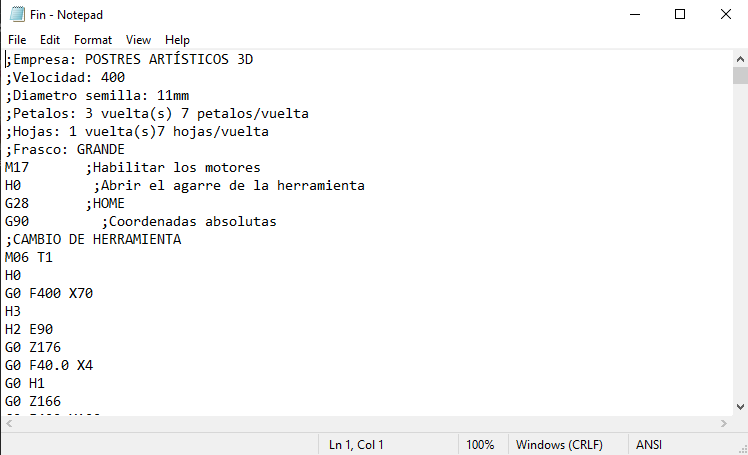 Fin - Notepad
File Edit Format View Help
;Empresa: POSTRES ARTÍSTICOS 3D
;Velocidad: 400
;Diametro semilla: 11mm
;Petalos: 3 vuelta(s) 7 petalos/vuelta
;Hojas: 1 vuelta(s)7 hojas/vuelta
;Frasco: GRANDE
M17 ;Habilitar los motores
H0 ;Abrir el agarre de la herramienta
G28 ;HOME
G90 ;Coordenadas absolutas
;CAMBIO DE HERRAMIENTA
M06 T1
H0
G0 F400 X70
H3
H2 E90
G0 Z176
G0 F40.0 X4
G0 H1
G0 Z166
Ln 1, Col 1 100% Windows (CRLF) ANSI